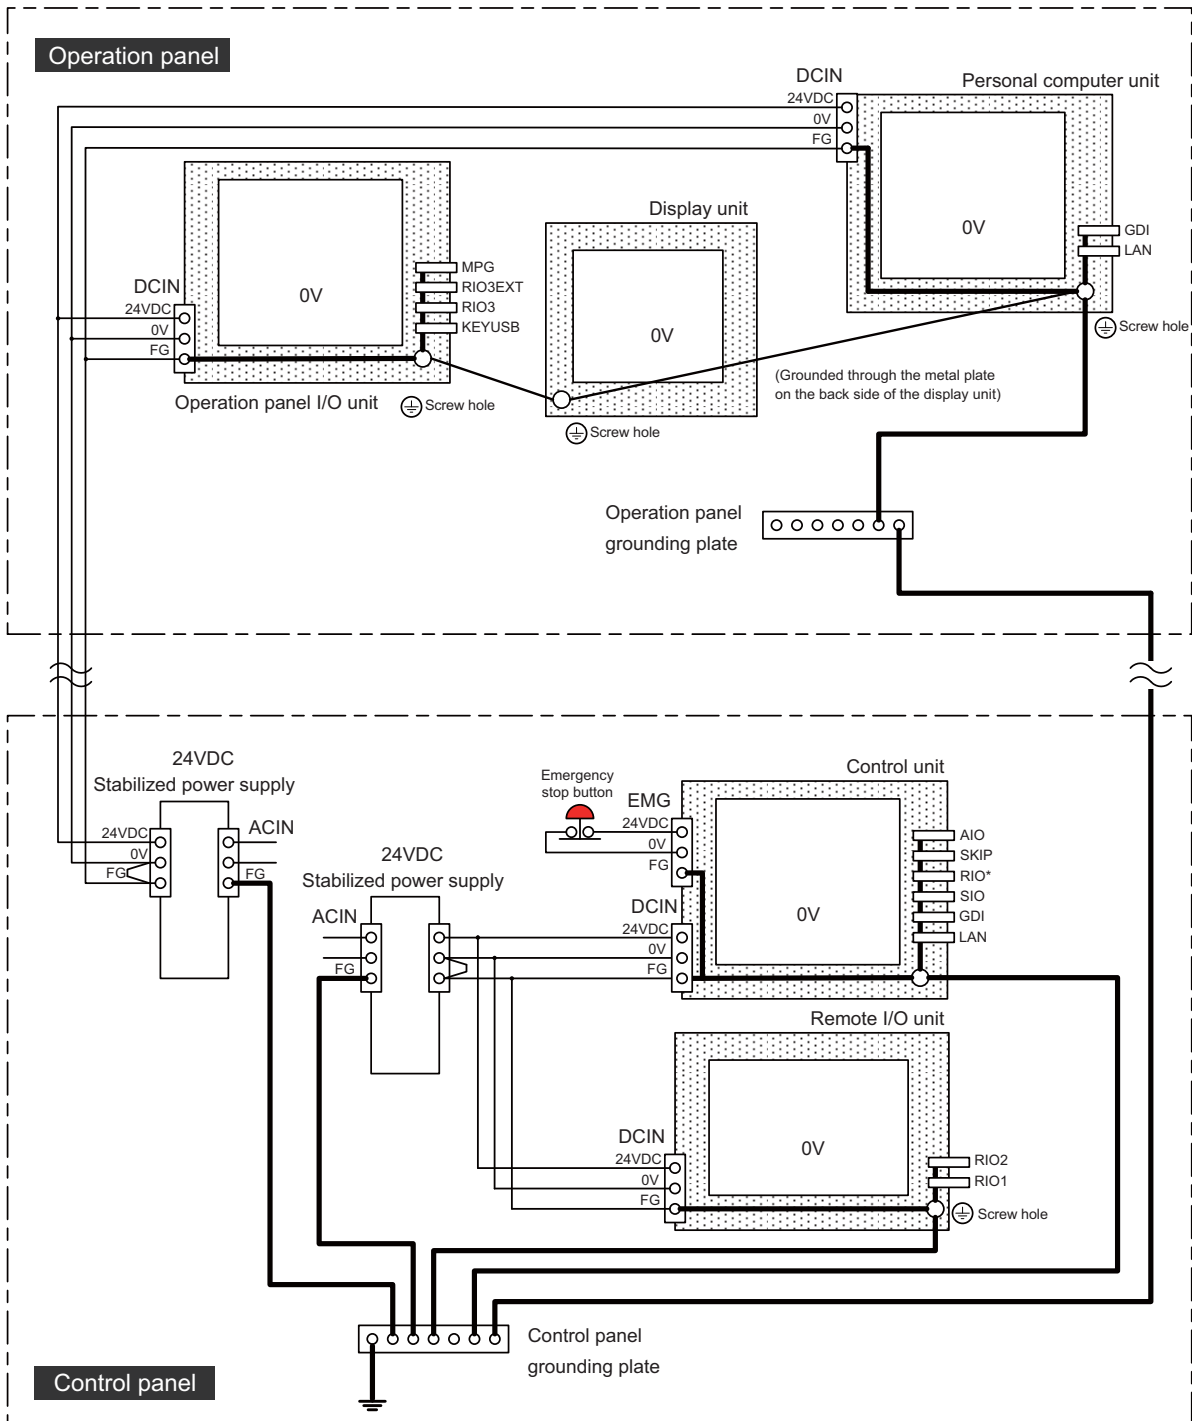 Operation panel
DCIN
Personal computer unit
24VDC
0V
FG
Display unit
0V
GDI
LAN
MPG
RIO3EXT
RIO3
KEYUSB
DCIN
24VDC
0V
FG
0V
0V
Screw hole
(Grounded through the metal plate
on the back side of the display unit)
Operation panel I/O unit
Screw hole
Screw hole
Operation panel
grounding plate
24VDC
Stabilized power supply
24VDC
0V
FG
ACIN
FG
24VDC
Stabilized power supply
ACIN
FG
Emergency
stop button
Control unit
EMG
24VDC
0V
FG
DCIN
24VDC
0V
FG
0V
AIO
SKIP
RIO*
SIO
GDI
LAN
Remote I/O unit
DCIN
24VDC
0V
FG
0V
RIO2
RIO1
Screw hole
Control panel
grounding plate
Control panel